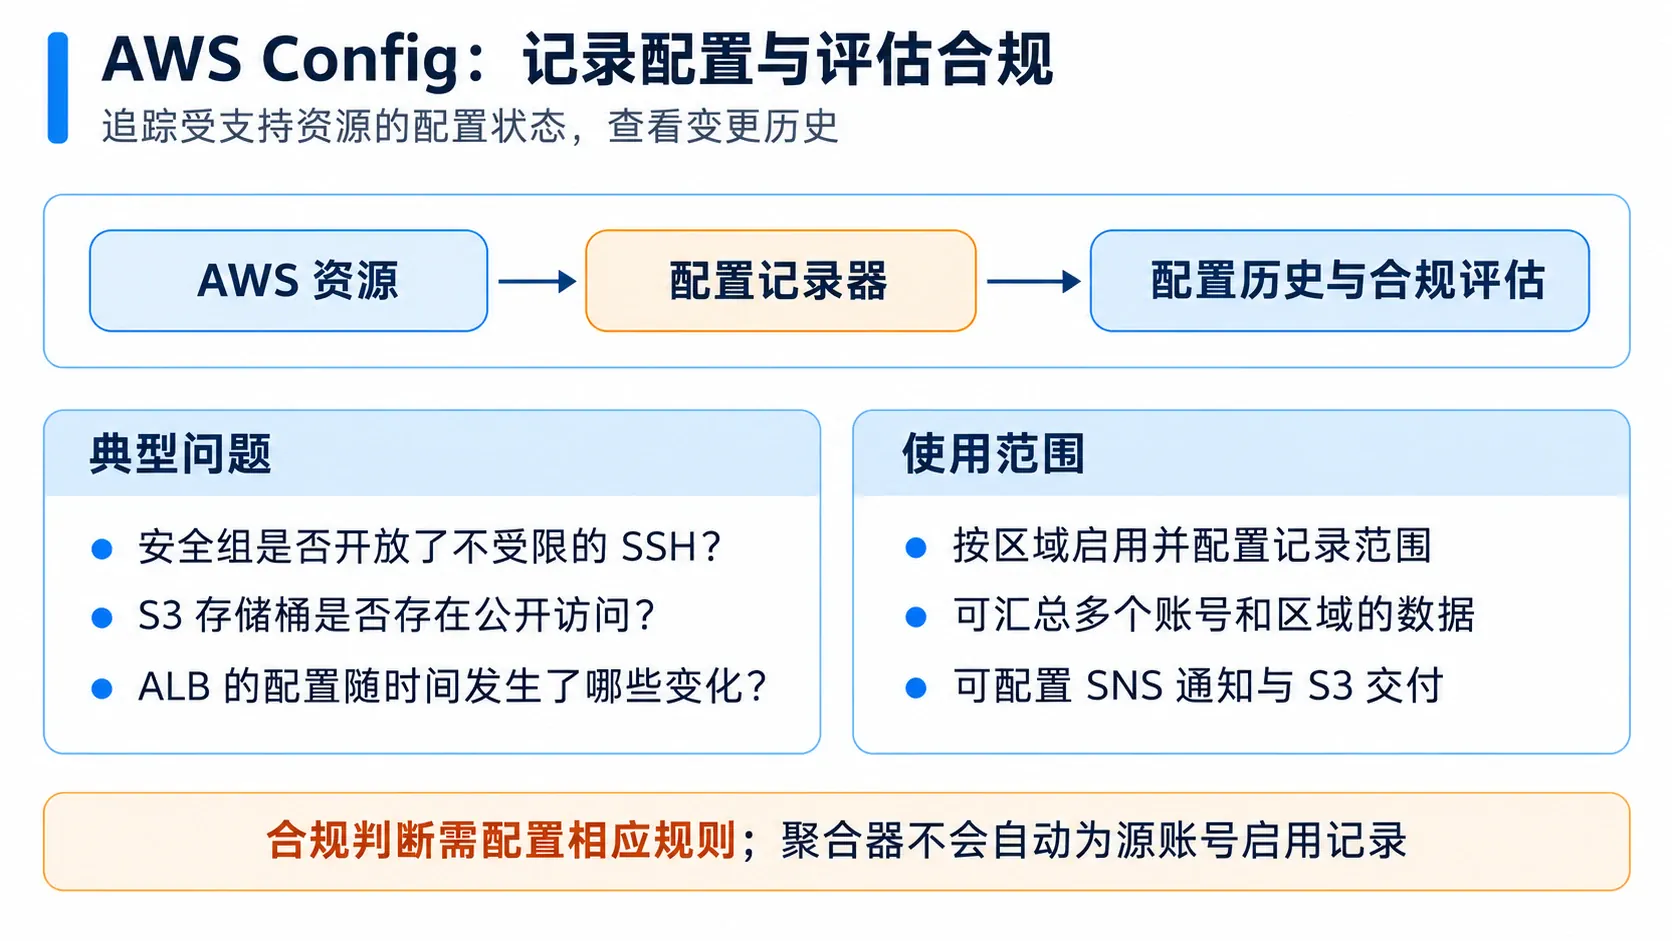 AWS Config：记录配置与评估合规
追踪受支持资源的配置状态，查看变更历史
AWS 资源
配置记录器
配置历史与合规评估
典型问题
安全组是否开放了不受限的 SSH？
S3 存储桶是否存在公开访问？
ALB 的配置随时间发生了哪些变化？
使用范围
按区域启用并配置记录范围
可汇总多个账号和区域的数据
可配置 SNS 通知与 S3 交付
合规判断需配置相应规则；聚合器不会自动为源账号启用记录